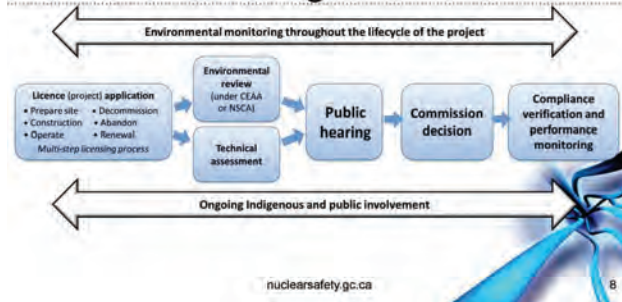 Environmental monitoring throughout the lifecycle of the project
Licence (project) application
• Prepare site • Decommission
• Construction • Abandon
• Operate • Renewal
Multi-step licensing process
Environmental
review
(under CEAA
or NSCA)
Technical
assessment
Public
hearing
Commission
decision
Compliance
verification and
performance
monitoring
Ongoing Indigenous and public involvement
nuclearsafety.gc.ca
8